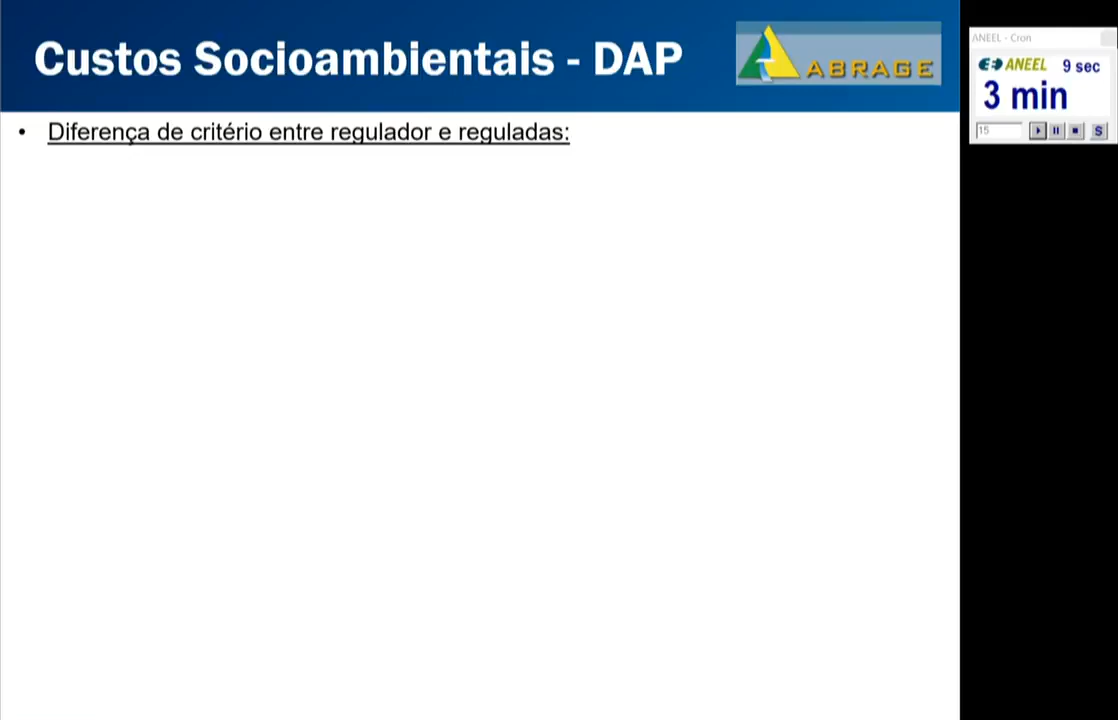 Custos Socioambientais - DAP
ABRAGE
• Diferença de critério entre regulador e reguladas:
ANEEL - Cron
ANEEL 9 sec
3 min
15
S